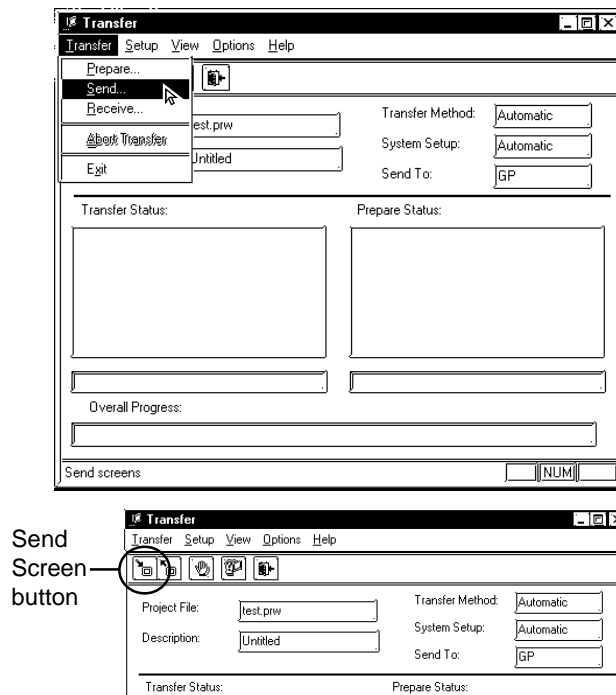 Transfer
Transfer Setup View Options Help
Prepare...
Send...
Receive...
Abort Transfer
Exit
est.prw
Untitled
Transfer Method: Automatic
System Setup: Automatic
Send To: GP
Transfer Status: Prepare Status:
Overall Progress:
Send screens NUM
Send
Screen
button
Transfer
Transfer Setup View Options Help
Project File: test.prw
Description: Untitled
Transfer Method: Automatic
System Setup: Automatic
Send To: GP
Transfer Status: Prepare Status: